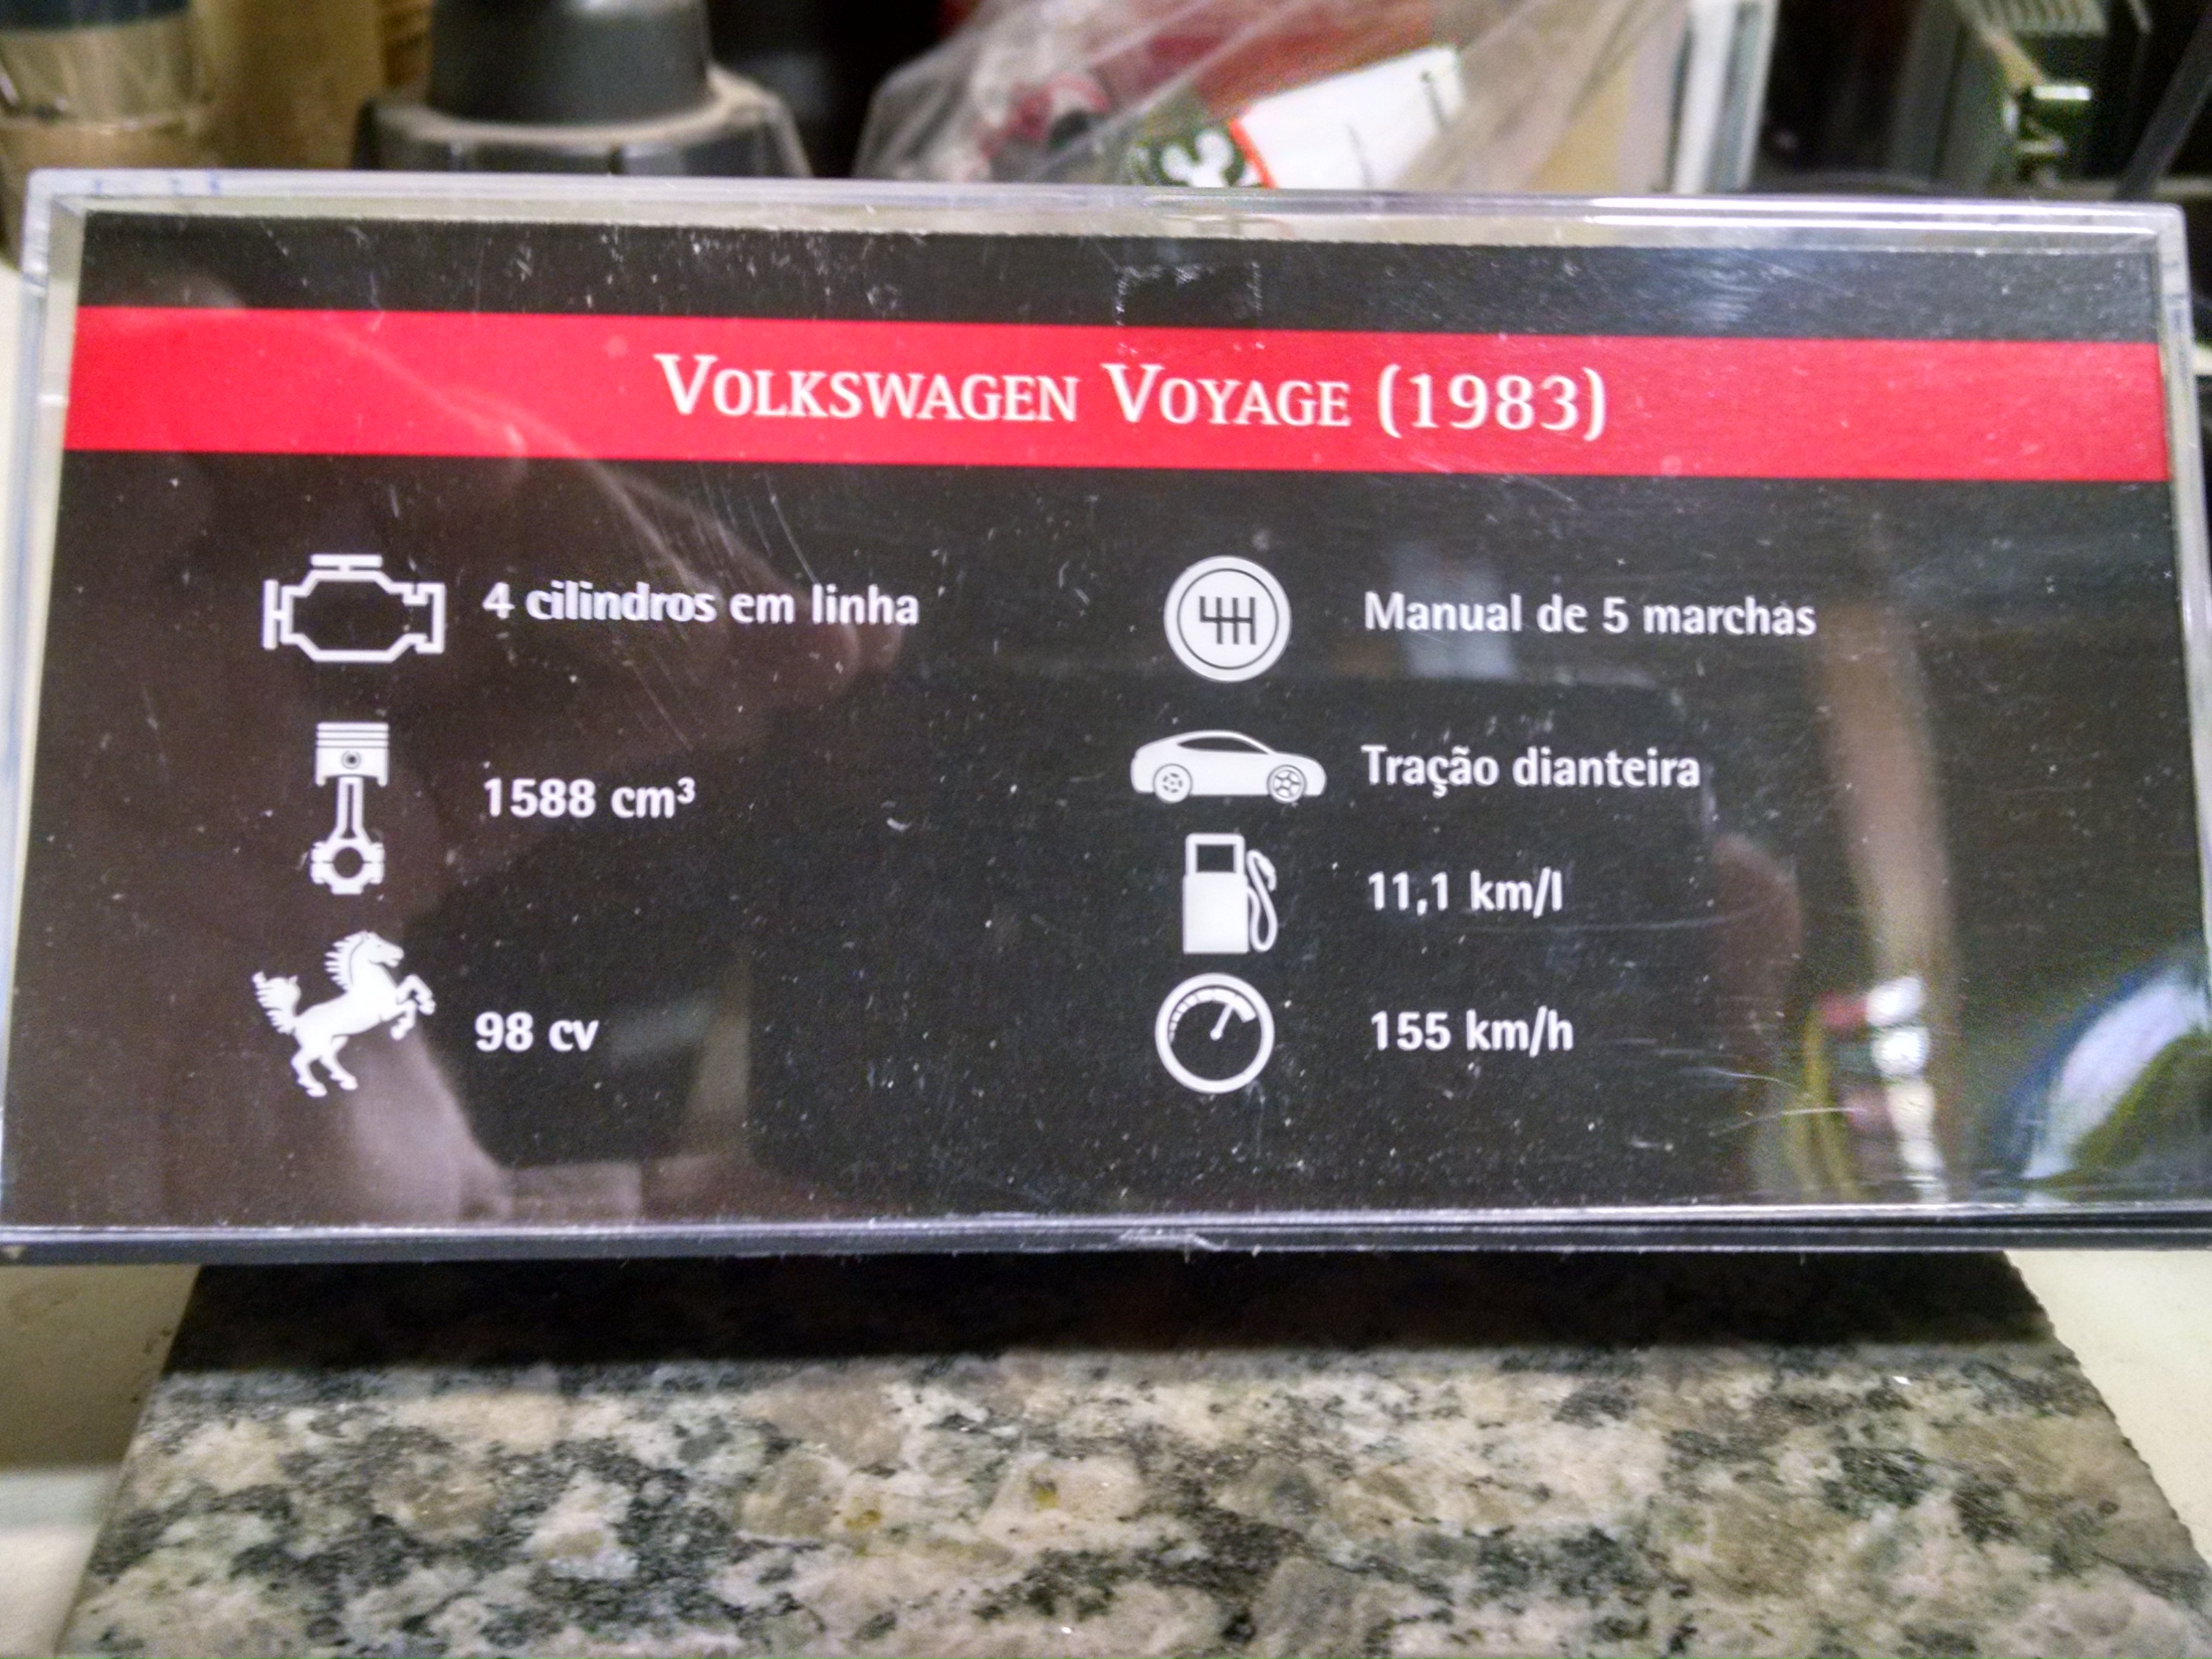 VOLKSWAGEN VOYAGE (1983)
4 cilindros em linha
1588 cm³
98 cv
Manual de 5 marchas
Tração dianteira
11,1 km/l
155 km/h